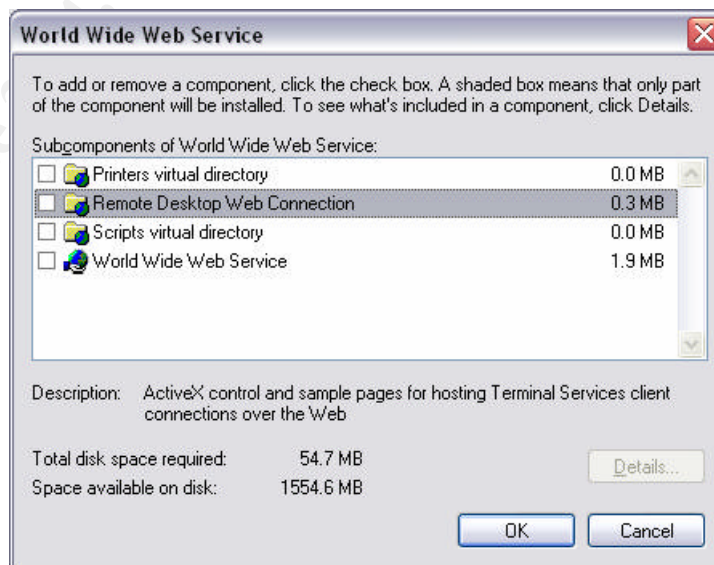 World Wide Web Service
To add or remove a component, click the check box. A shaded box means that only part
of the component will be installed. To see what's included in a component, click Details.
Subcomponents of World Wide Web Service:
Printers virtual directory 0.0 MB
Remote Desktop Web Connection 0.3 MB
Scripts virtual directory 0.0 MB
World Wide Web Service 1.9 MB
Description: ActiveX control and sample pages for hosting Terminal Services client
connections over the Web
Total disk space required: 54.7 MB
Details...
Space available on disk: 1554.6 MB
OK Cancel